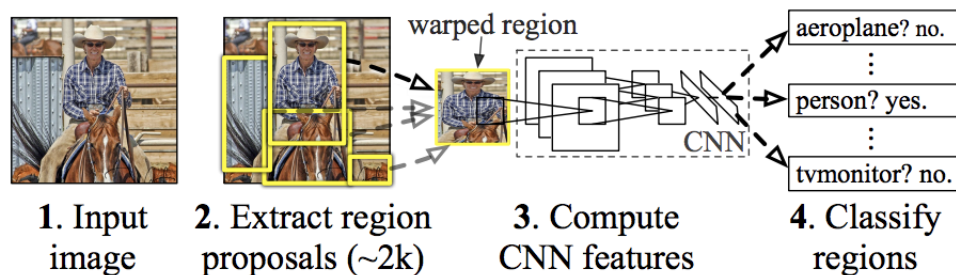 warped region
aeroplane? no.
⋮
person? yes.
⋮
tvmonitor? no.
CNN
1. Input
image
2. Extract region
proposals (~2k)
3. Compute
CNN features
4. Classify
regions